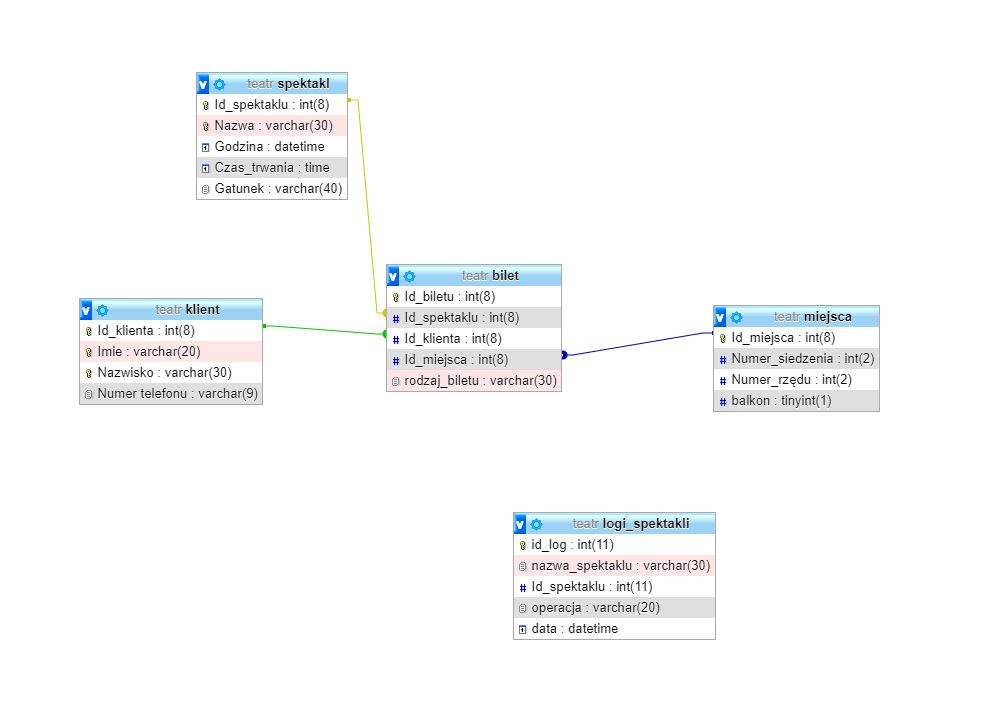 teatr spektakl
Id_spektaklu : int(8)
Nazwa : varchar(30)
Godzina : datetime
Czas_trwania : time
Gatunek : varchar(40)
teatr klient
Id_klienta : int(8)
Imie : varchar(20)
Nazwisko : varchar(30)
Numer telefonu : varchar(9)
teatr bilet
Id_biletu : int(8)
# Id_spektaklu : int(8)
# Id_klienta : int(8)
# Id_miejsca : int(8)
rodzaj_biletu : varchar(30)
teatr miejsca
Id_miejsca : int(8)
# Numer_siedzenia : int(2)
# Numer_rzędu : int(2)
# balkon : tinyint(1)
teatr logi_spektakli
id_log : int(11)
nazwa_spektaklu : varchar(30)
# Id_spektaklu : int(11)
operacja : varchar(20)
data : datetime